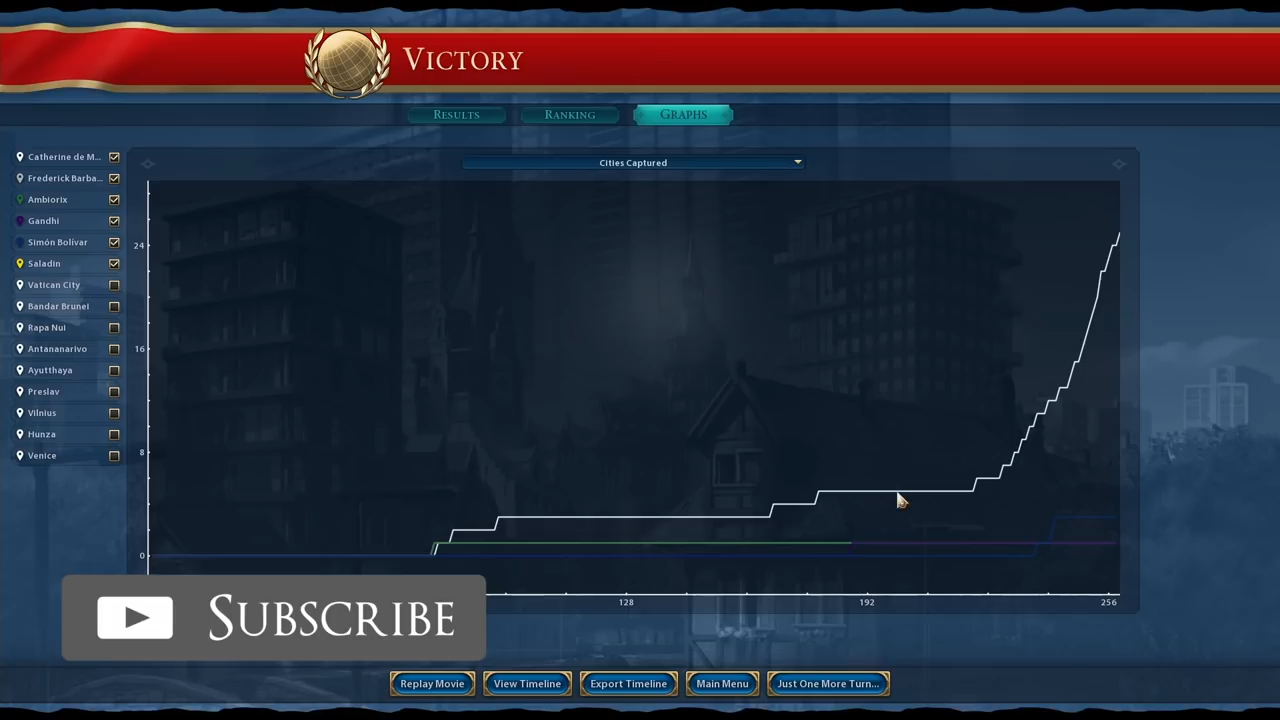 VICTORY
RESULTS
RANKING
GRAPHS
Catherine de M...
Frederick Barba...
Ambiorix
Gandhi
Simón Bolívar
Saladin
Vatican City
Bandar Brunei
Rapa Nui
Antananarivo
Ayutthaya
Preslav
Vilnius
Hunza
Venice
Cities Captured
24
16
8
0
128
192
256
SUBSCRIBE
Replay Movie
View Timeline
Export Timeline
Main Menu
Just One More Turn...